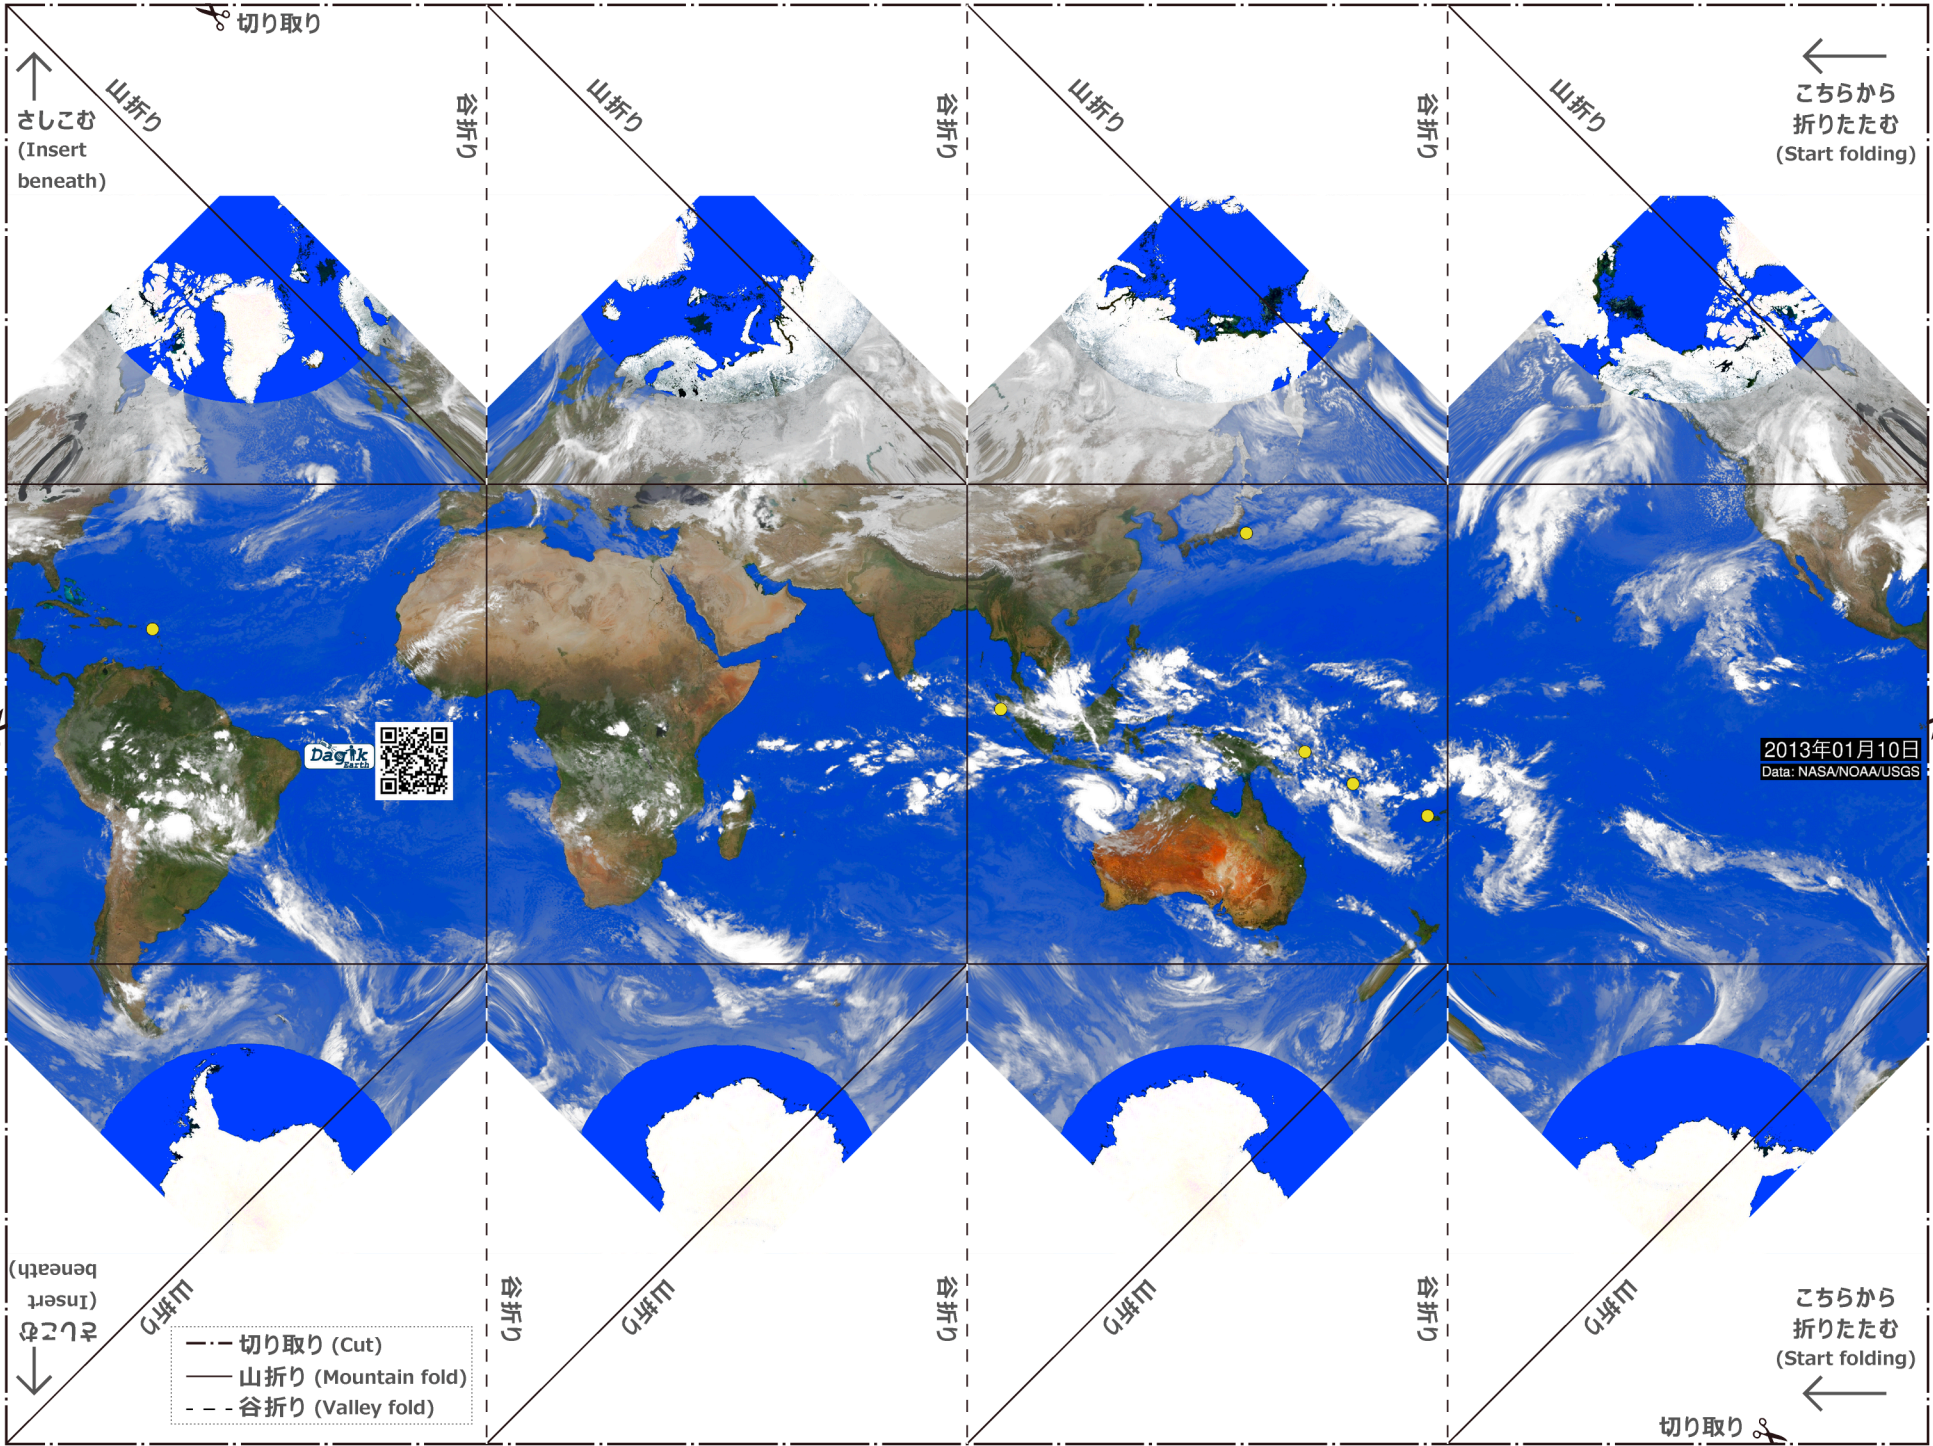 切り取り
山折り
谷折り
山折り
谷折り
山折り
谷折り
山折り
さしこむ
(Insert
beneath)
こちらから
折りたたむ
(Start folding)
Dagik
Earth
2013年01月10日
Data: NASA/NOAA/USGS
さしこむ
(Insert
beneath)
山折り
谷折り
山折り
谷折り
山折り
谷折り
山折り
切り取り (Cut)
山折り (Mountain fold)
谷折り (Valley fold)
こちらから
折りたたむ
(Start folding)
切り取り